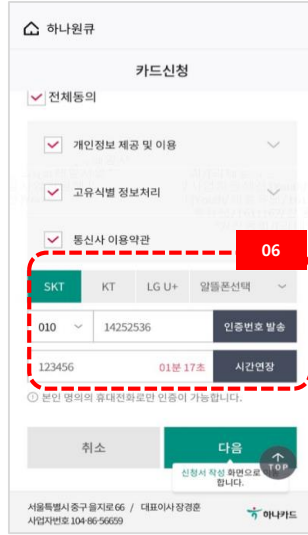 하나원큐
카드신청
전체동의
개인정보 제공 및 이용
고유식별 정보처리
통신사 이용약관
06
SKT KT LG U+ 알뜰폰선택
010 14252536 인증번호 발송
123456 01분 17초 시간연장
본인 명의의 휴대전화로만 인증이 가능합니다.
취소 다음
TOP
신청서 작성 화면으로
합니다.
서울특별시 중구 을지로 66 / 대표이사 장경훈
사업자번호 104-86-56659
하나카드